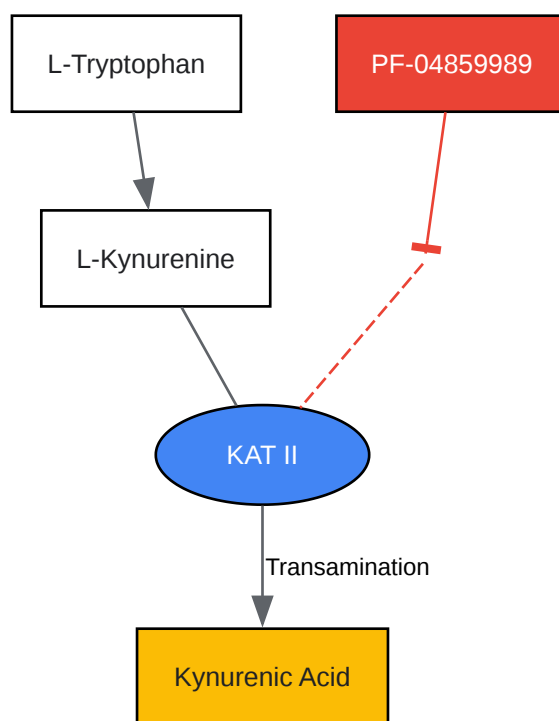 L-Tryptophan
PF-04859989
L-Kynurenine
KAT II
Transamination
Kynurenic Acid